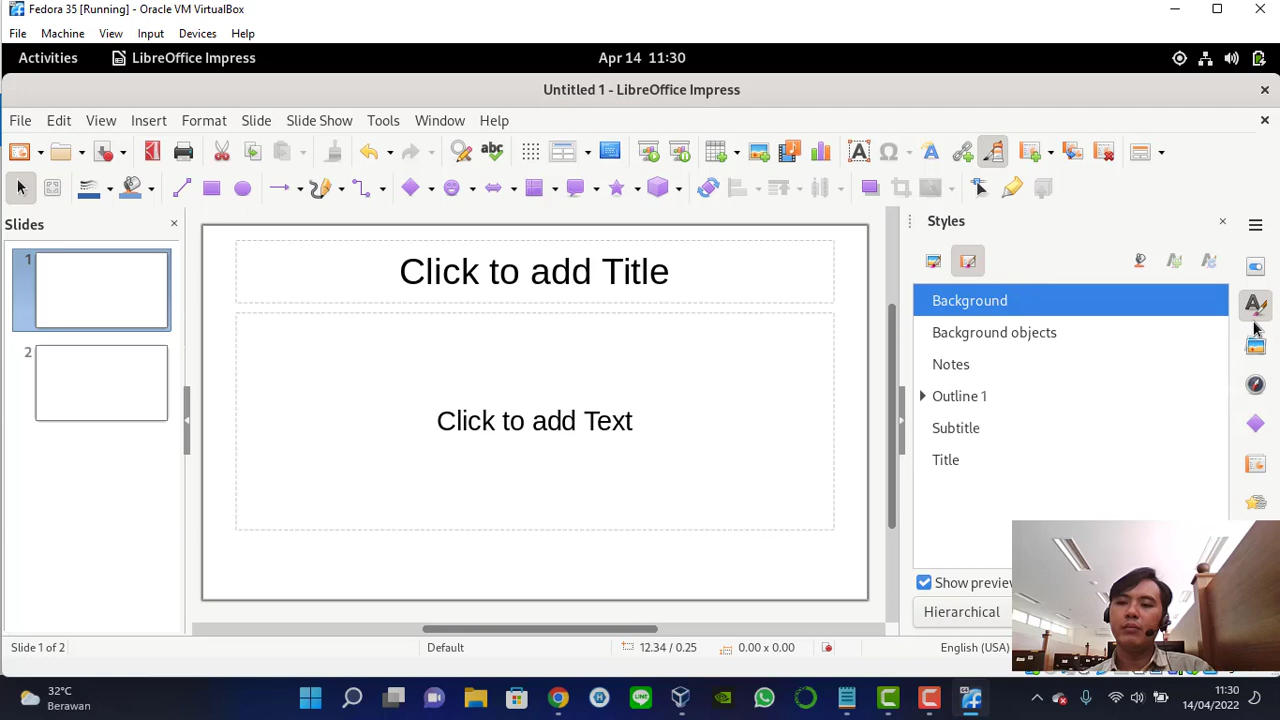 Fedora 35 [Running] - Oracle VM VirtualBox
File Machine View Input Devices Help
Activities LibreOffice Impress Apr 14 11:30
Untitled 1 - LibreOffice Impress
File Edit View Insert Format Slide Slide Show Tools Window Help
Slides
1
2
Click to add Title
Click to add Text
Styles
Background
Background objects
Notes
Outline 1
Subtitle
Title
Show preview
Hierarchical
Slide 1 of 2 Default 12.34 / 0.25 0.00 x 0.00 English (USA)
32°C
Berawan
11:30
14/04/2022